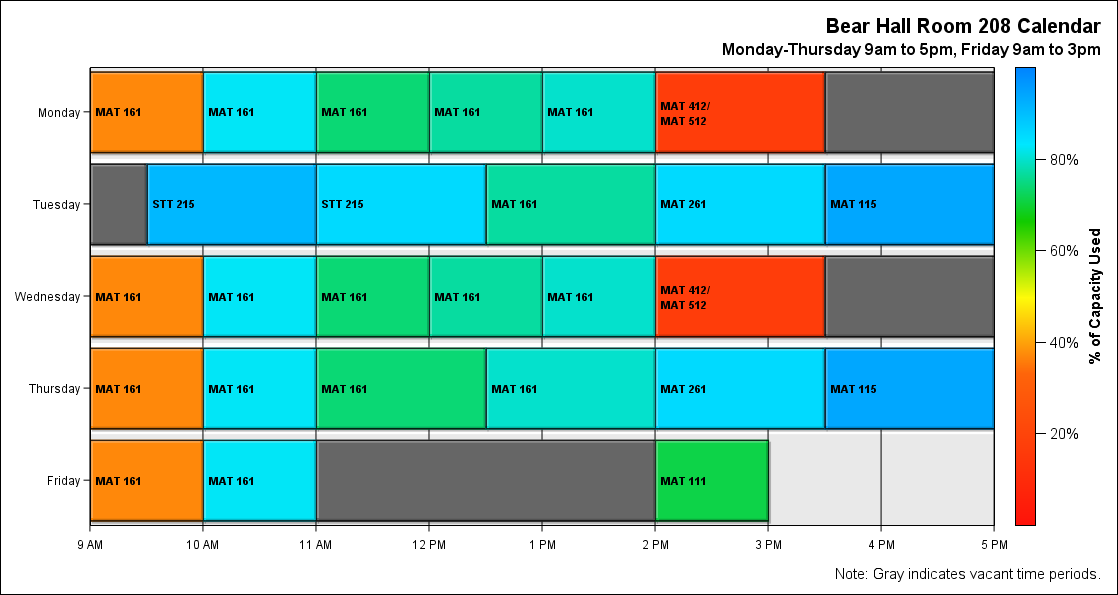 Bear Hall Room 208 Calendar
Monday-Thursday 9am to 5pm, Friday 9am to 3pm
Monday
MAT 161
MAT 161
MAT 161
MAT 161
MAT 161
MAT 412/
MAT 512
Tuesday
STT 215
STT 215
MAT 161
MAT 261
MAT 115
Wednesday
MAT 161
MAT 161
MAT 161
MAT 161
MAT 161
MAT 412/
MAT 512
Thursday
MAT 161
MAT 161
MAT 161
MAT 161
MAT 261
MAT 115
Friday
MAT 161
MAT 161
MAT 111
9 AM
10 AM
11 AM
12 PM
1 PM
2 PM
3 PM
4 PM
5 PM
80%
60%
40%
20%
% of Capacity Used
Note: Gray indicates vacant time periods.